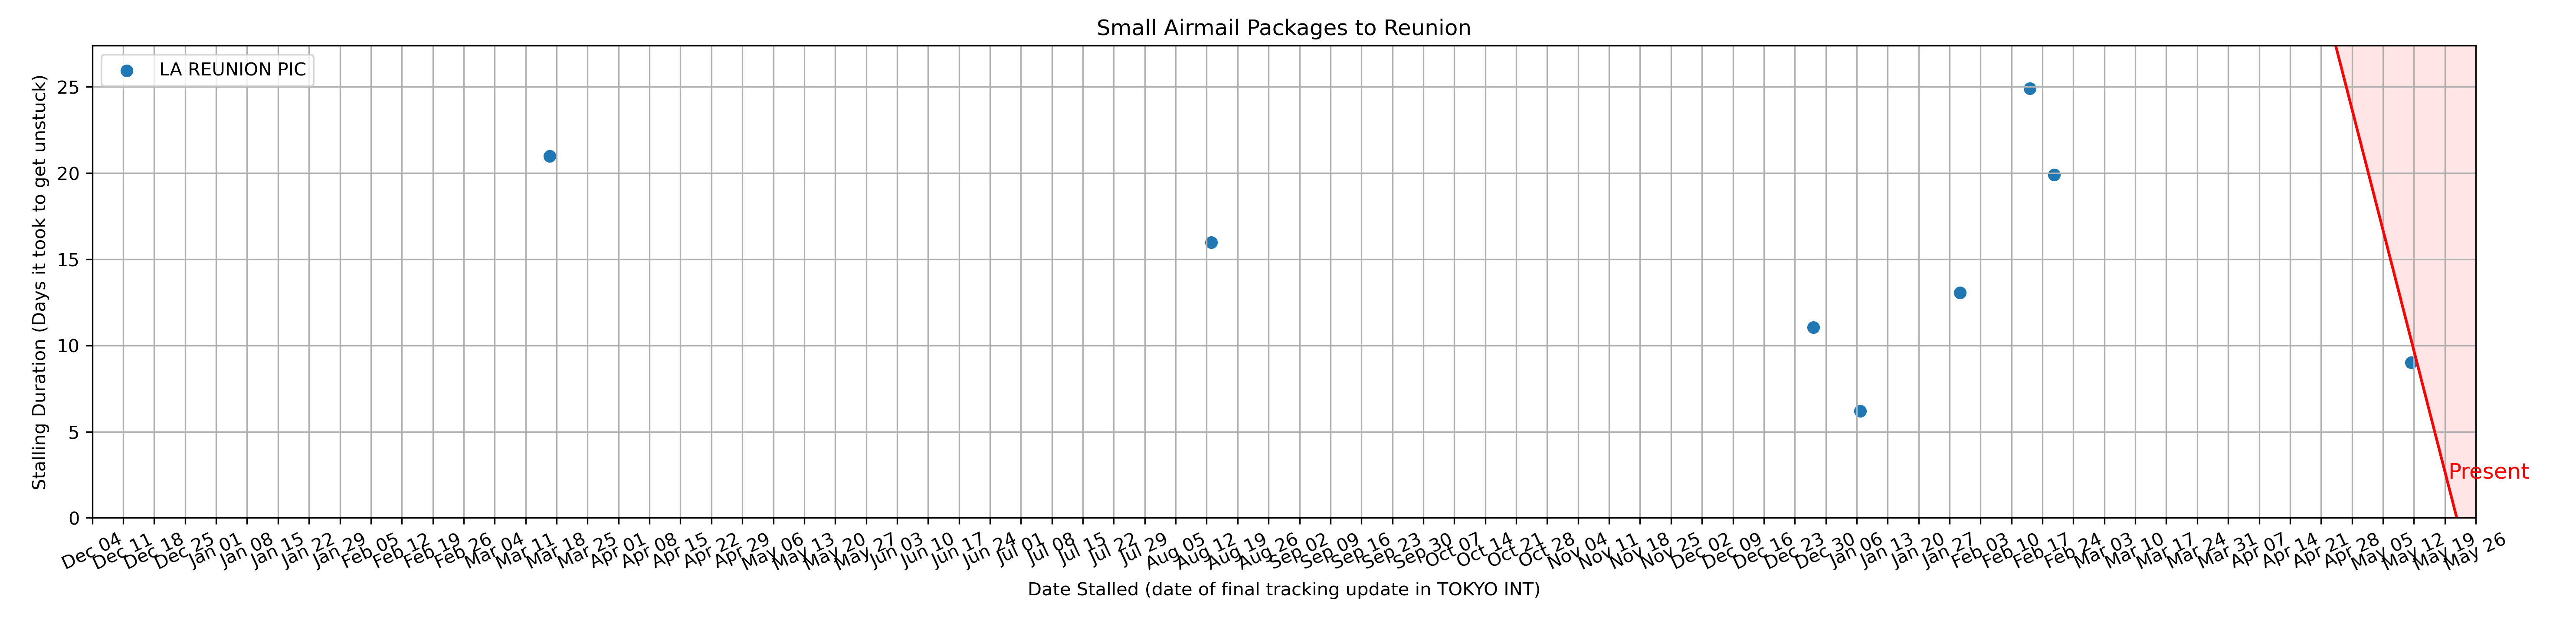 Small Airmail Packages to Reunion
LA REUNION PIC
Stalling Duration (Days it took to get unstuck)
25
20
15
10
5
0
Present
Dec 04 Dec 11 Dec 18 Dec 25 Jan 01 Jan 08 Jan 15 Jan 22 Jan 29 Feb 05 Feb 12 Feb 19 Feb 26 Mar 04 Mar 11 Mar 18 Mar 25 Apr 01 Apr 08 Apr 15 Apr 22 Apr 29 May 06 May 13 May 20 May 27 Jun 03 Jun 10 Jun 17 Jun 24 Jul 01 Jul 08 Jul 15 Jul 22 Jul 29 Aug 05 Aug 12 Aug 19 Aug 26 Sep 02 Sep 09 Sep 16 Sep 23 Sep 30 Oct 07 Oct 14 Oct 21 Oct 28 Nov 04 Nov 11 Nov 18 Nov 25 Dec 02 Dec 09 Dec 16 Dec 23 Dec 30 Jan 06 Jan 13 Jan 20 Jan 27 Feb 03 Feb 10 Feb 17 Feb 24 Mar 03 Mar 10 Mar 17 Mar 24 Mar 31 Apr 07 Apr 14 Apr 21 Apr 28 May 05 May 12 May 19 May 26
Date Stalled (date of final tracking update in TOKYO INT)